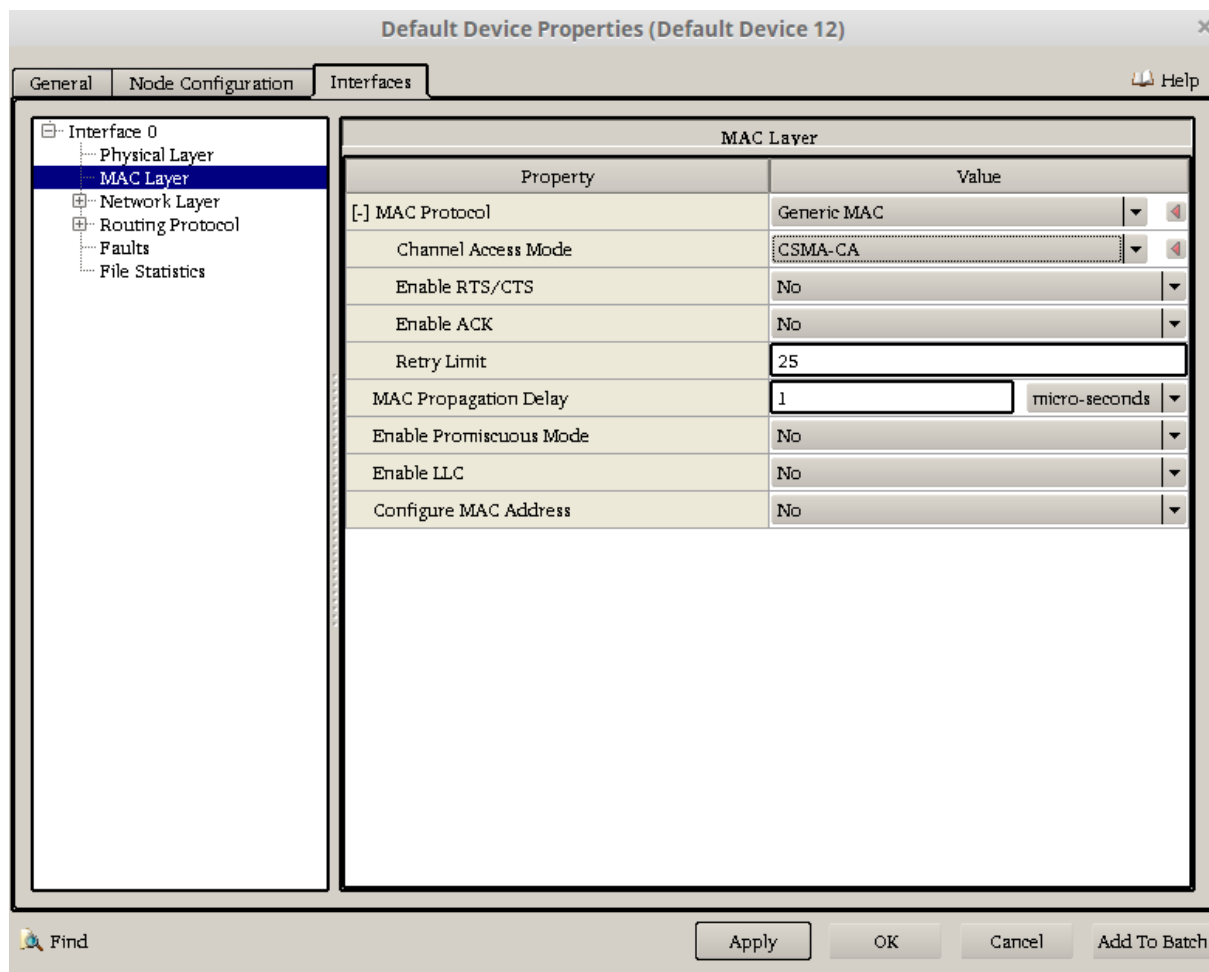 Default Device Properties (Default Device 12)
General Node Configuration Interfaces Help
Interface 0
Physical Layer
MAC Layer
Network Layer
Routing Protocol
Faults
File Statistics
MAC Layer
Property Value
[-] MAC Protocol Generic MAC
Channel Access Mode CSMA-CA
Enable RTS/CTS No
Enable ACK No
Retry Limit 25
MAC Propagation Delay 1 micro-seconds
Enable Promiscuous Mode No
Enable LLC No
Configure MAC Address No
Find Apply OK Cancel Add To Batch